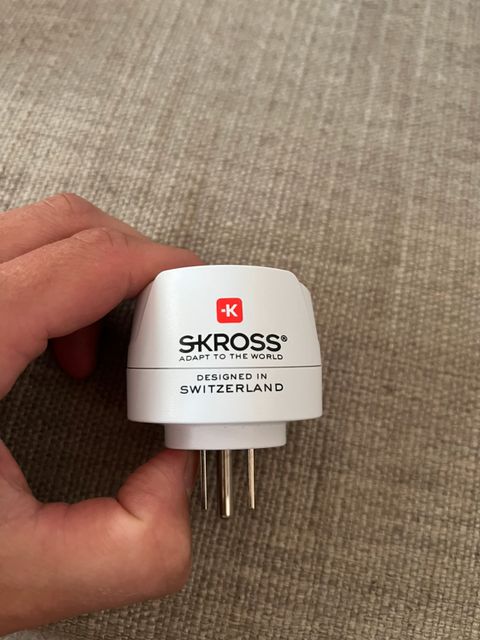 -K
SKROSS®
ADAPT TO THE WORLD
DESIGNED IN
SWITZERLAND